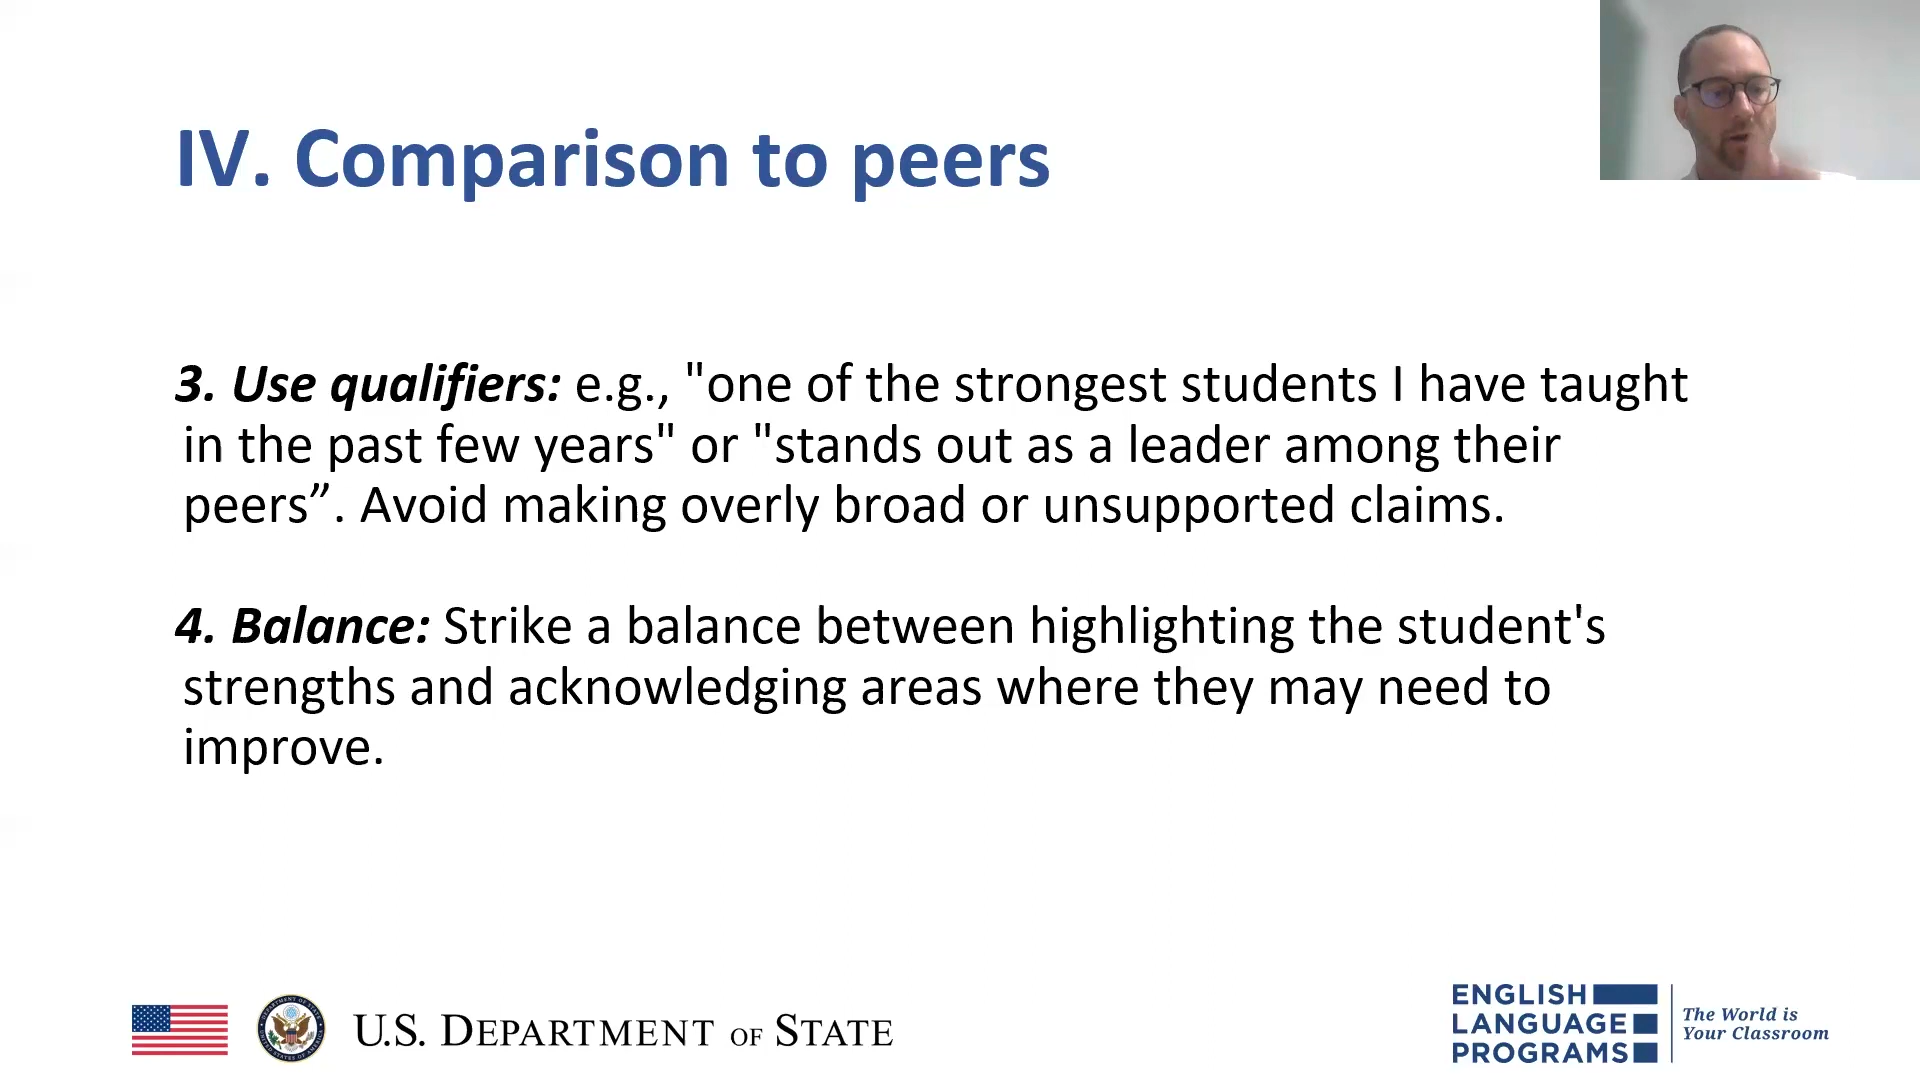 IV. Comparison to peers
3. Use qualifiers: e.g., "one of the strongest students I have taught
in the past few years" or "stands out as a leader among their
peers”. Avoid making overly broad or unsupported claims.
4. Balance: Strike a balance between highlighting the student's
strengths and acknowledging areas where they may need to
improve.
U.S. DEPARTMENT OF STATE
ENGLISH
LANGUAGE
PROGRAMS
The World is
Your Classroom